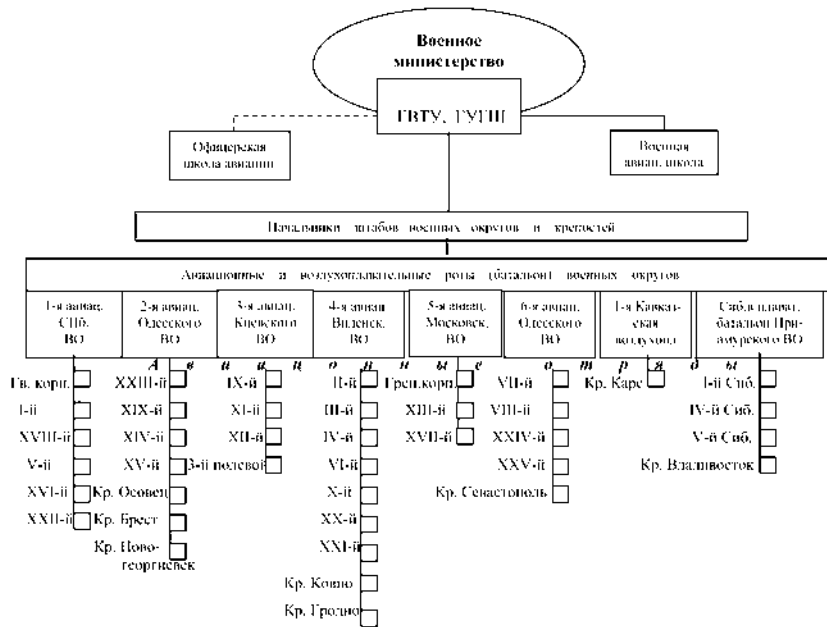 Военное
министерство
ГВТУ, ГУГШ
Офицерская
школа авиации
Военная
авиац. школа
Начальники штабов военных округов и крепостей
Авиационные и воздухоплавательные роты (батальон) военных округов
1-я авиац.
СПб.
ВО
2-я авиац.
Одесского
ВО
3-я авиац.
Киевского
ВО
4-я авиац
Виленск.
ВО
5-я авиац.
Московск.
ВО
6-я авиац.
Одесского
ВО
1-я Кавказ-
ская
воздухопл
Сиб.
батальон При-
амурского ВО
Авиационные отряды
Гв. корп.
I-й
XVIII-й
V-й
XVI-й
XXII-й
XXIII-й
XIX-й
XIV-й
XV-й
Кр. Осовец
Кр. Брест
Кр. Ново-
георгиевск
IX-й
XI-й
XII-й
3-й полевой
II-й
III-й
IV-й
VI-й
X-й
XX-й
XXI-й
Кр. Ковно
Кр. Гродно
Грен.корп.
XIII-й
XVII-й
VII-й
VIII-й
XXIV-й
XXV-й
Кр. Севастополь
Кр. Карс
I-й Сиб.
IV-й Сиб.
V-й Сиб.
Кр. Владивосток